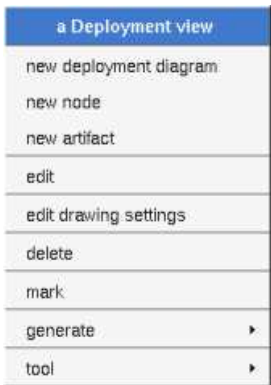 a Deployment view
new deployment diagram
new node
new artifact
edit
edit drawing settings
delete
mark
generate
tool